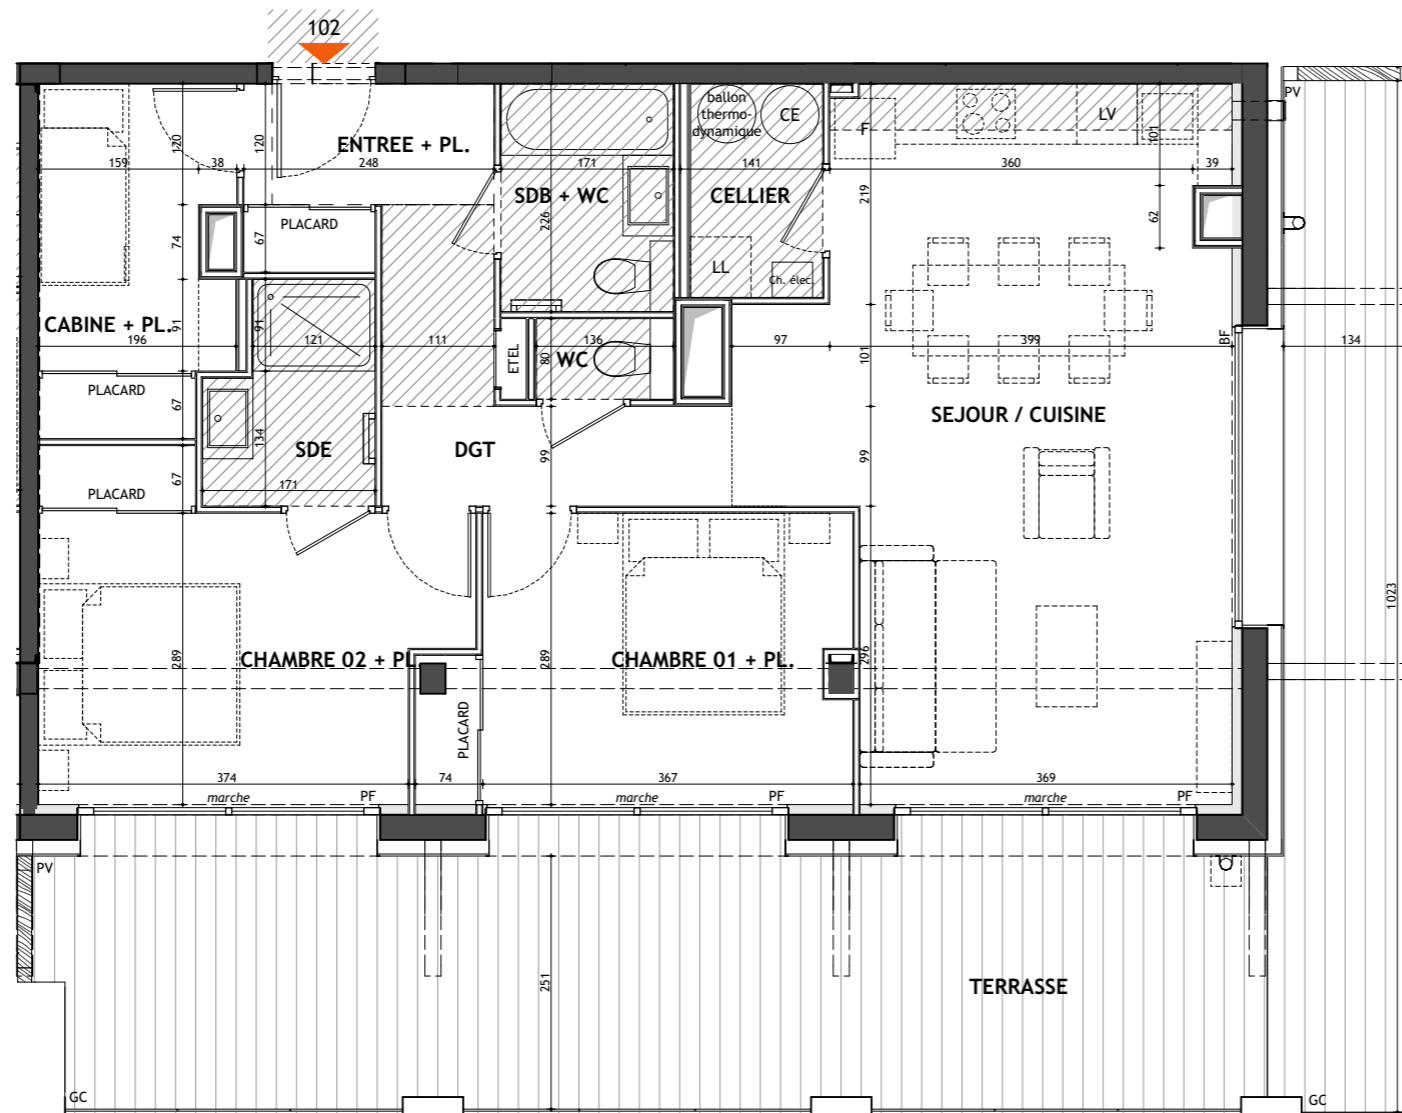 102
PV
ballon
thermo-
dynamique
CE
F
LV
ENTREE + PL.
120
120
101
159
38
248
171
141
360
39
SDB + WC
CELLIER
219
226
62
PLACARD
74
67
LL
Ch. élec.
CABINE + PL.
91
91
196
121
111
ETEL
WC
136
80
97
101
399
BF
134
PLACARD
67
SEJOUR / CUISINE
134
SDE
DGT
99
99
67
PLACARD
171
1023
289
CHAMBRE 02 + PL.
289
CHAMBRE 01 + PL.
296
PLACARD
374
74
367
369
marche
PF
marche
PF
marche
PF
PV
251
TERRASSE
GC
GC